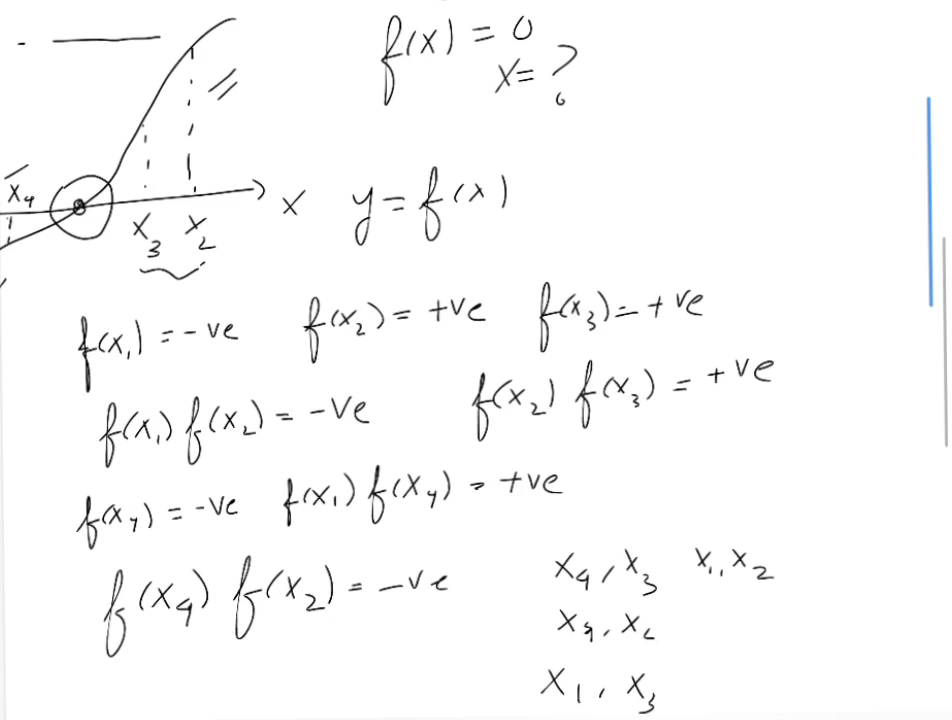 f(x) = 0
x = ?
x₄
x₃ x₂
x y = f(x)
f(x₁) = -ve f(x₂) = +ve f(x₃) = +ve
f(x₁) f(x₂) = -ve f(x₂) f(x₃) = +ve
f(x₄) = -ve f(x₁) f(x₄) = +ve
f(x₄) f(x₂) = -ve x₄, x₃ x₁, x₂
x₄, x₂
x₁, x₃